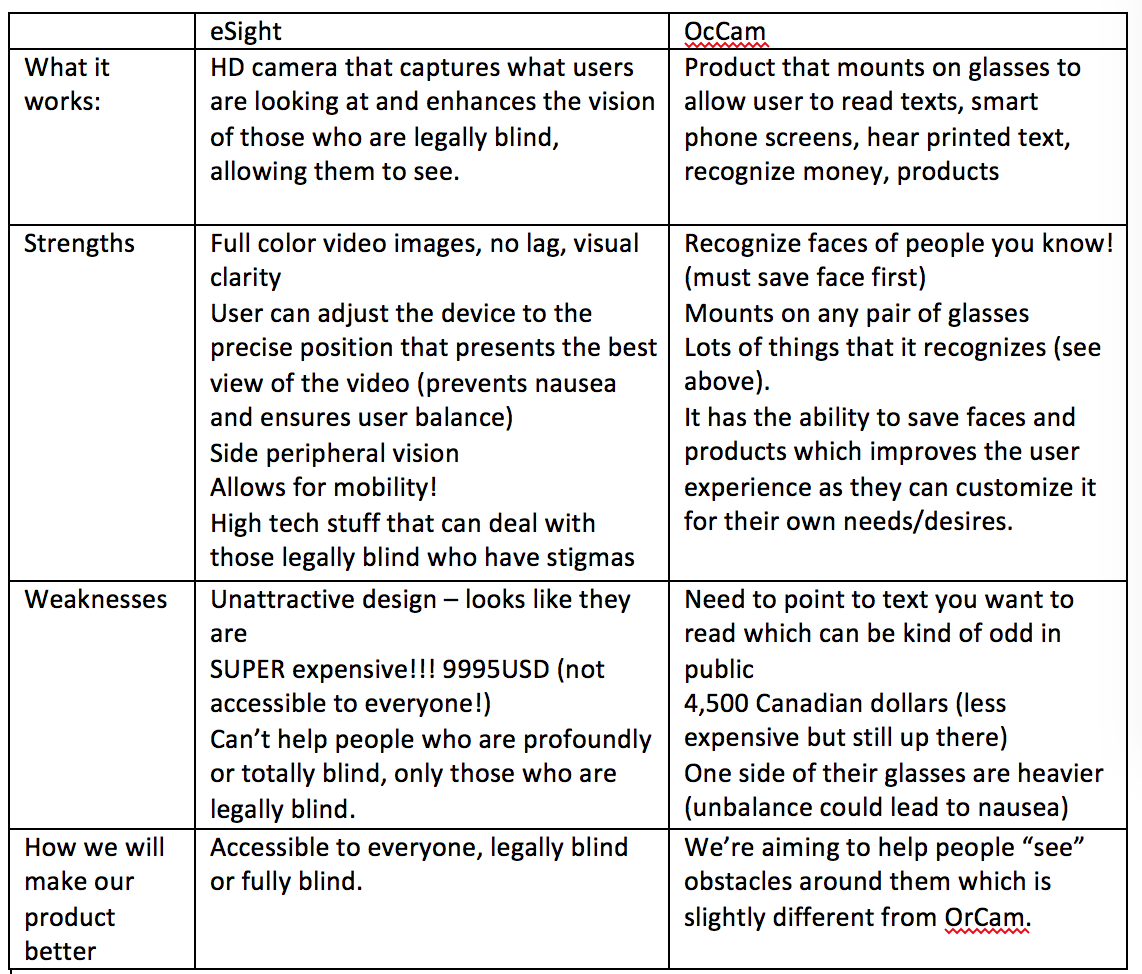 eSight
OcCam
What it
works:
HD camera that captures what users
are looking at and enhances the vision
of those who are legally blind,
allowing them to see.
Product that mounts on glasses to
allow user to read texts, smart
phone screens, hear printed text,
recognize money, products
Strengths
Full color video images, no lag, visual
clarity
User can adjust the device to the
precise position that presents the best
view of the video (prevents nausea
and ensures user balance)
Side peripheral vision
Allows for mobility!
High tech stuff that can deal with
those legally blind who have stigmas
Recognize faces of people you know!
(must save face first)
Mounts on any pair of glasses
Lots of things that it recognizes (see
above).
It has the ability to save faces and
products which improves the user
experience as they can customize it
for their own needs/desires.
Weaknesses
Unattractive design – looks like they
are
SUPER expensive!!! 9995USD (not
accessible to everyone!)
Can’t help people who are profoundly
or totally blind, only those who are
legally blind.
Need to point to text you want to
read which can be kind of odd in
public
4,500 Canadian dollars (less
expensive but still up there)
One side of their glasses are heavier
(unbalance could lead to nausea)
How we will
make our
product
better
Accessible to everyone, legally blind
or fully blind.
We’re aiming to help people “see”
obstacles around them which is
slightly different from OrCam.